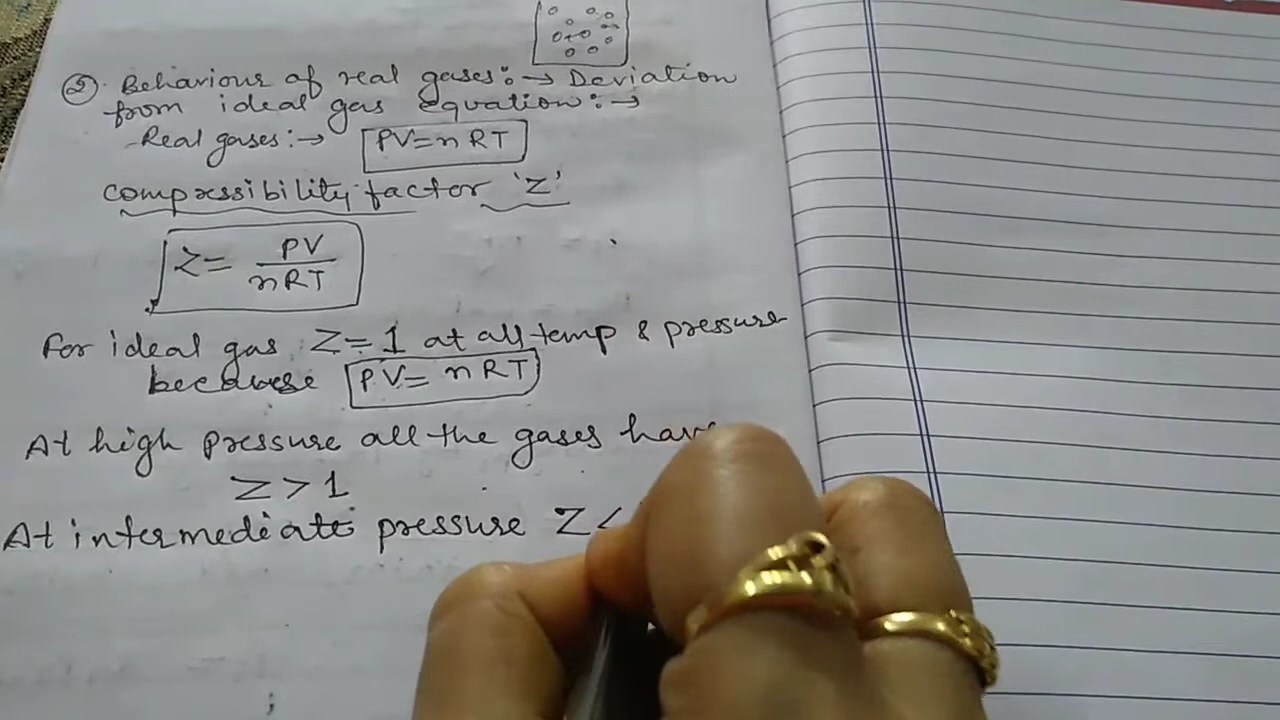 ② Behaviour of real gases:→ Deviation
from ideal gas equation:→
Real gases:→ PV=nRT
compressibility factor 'Z'
Z= PV/nRT
For ideal gas Z=1 at all temp & pressure
because PV= nRT
At high pressure all the gases have
Z>1
At intermediate pressure Z<